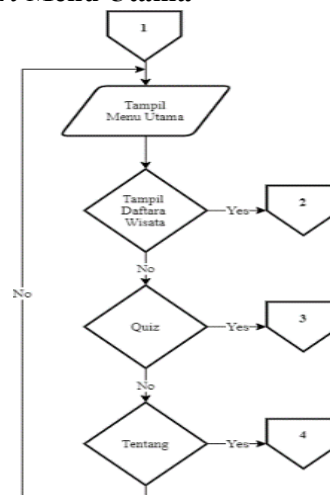 Menu Utama
1
Tampil
Menu Utama
Tampil
Daftara
Wisata
Yes
2
No
No
Quiz
Yes
3
No
Tentang
Yes
4